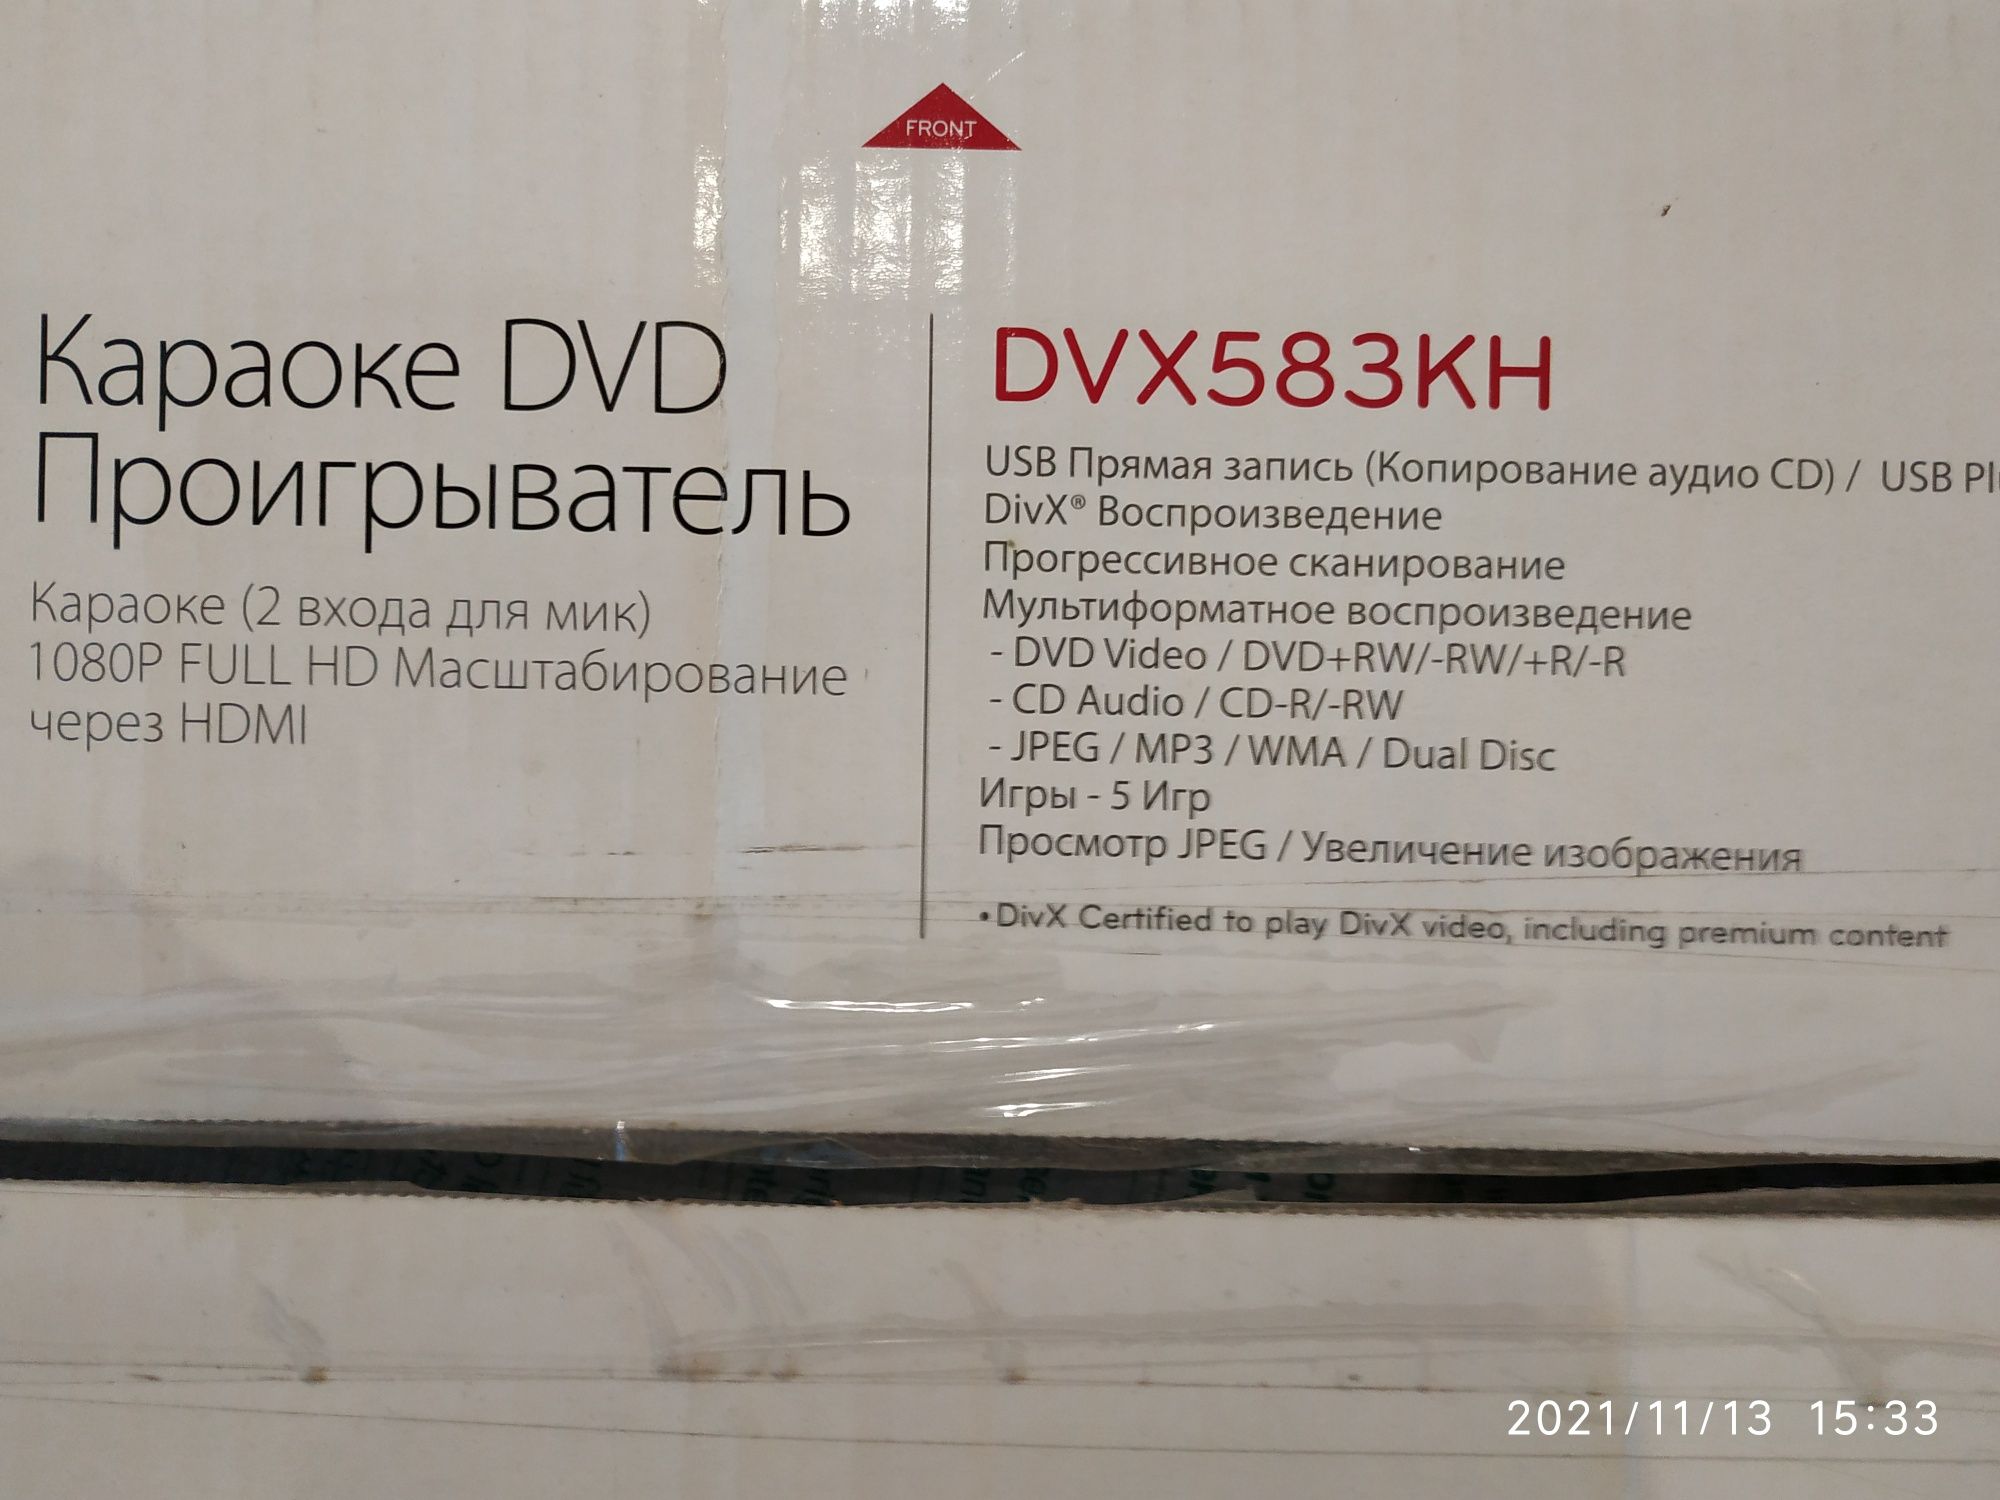 FRONT
Караоке DVD
Проигрыватель
Караоке (2 входа для мик)
1080P FULL HD Масштабирование
через HDMI
DVX583KH
USB Прямая запись (Копирование аудио CD) / USB
DivX® Воспроизведение
Прогрессивное сканирование
Мультиформатное воспроизведение
- DVD Video / DVD+RW/-RW/+R/-R
- CD Audio / CD-R/-RW
- JPEG / MP3 / WMA / Dual Disc
Игры - 5 Игр
Просмотр JPEG / Увеличение изображения
•DivX Certified to play DivX video, including premium content
2021/11/13 15:33